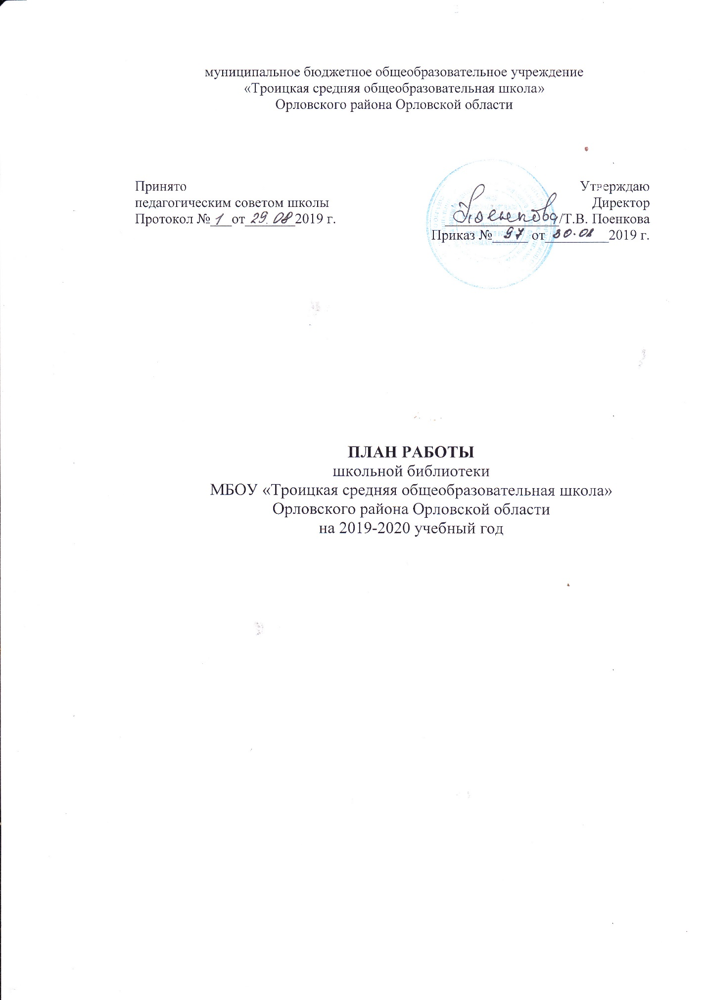 муниципальное бюджетное общеобразовательное учреждение
«Троицкая средняя общеобразовательная школа»
Орловского района Орловской области
Принято
педагогическим советом школы
Протокол № 1 от 29.08 2019 г.
Утверждаю
Директор
Поенкова /Т.В. Поенкова
Приказ № 97 от 30.08 2019 г.
ПЛАН РАБОТЫ
школьной библиотеки
МБОУ «Троицкая средняя общеобразовательная школа»
Орловского района Орловской области
на 2019-2020 учебный год